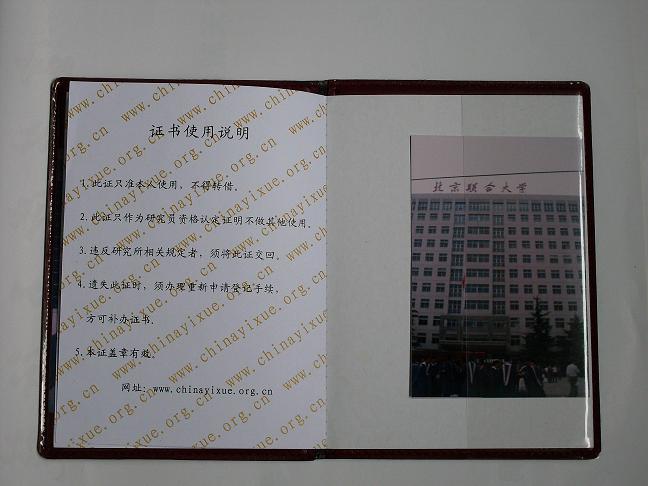 证书使用说明
1.此证只准本人使用，不得转借。
2.此证只作为研究员资格认定证明不做其他使用。
3.违反研究所相关规定者，须将此证交回。
4.遗失此证时，须办理重新申请登记手续，
方可补办证书。
5.本证盖章有效。
网址：www.chinayixue.org.cn
北京联合大学